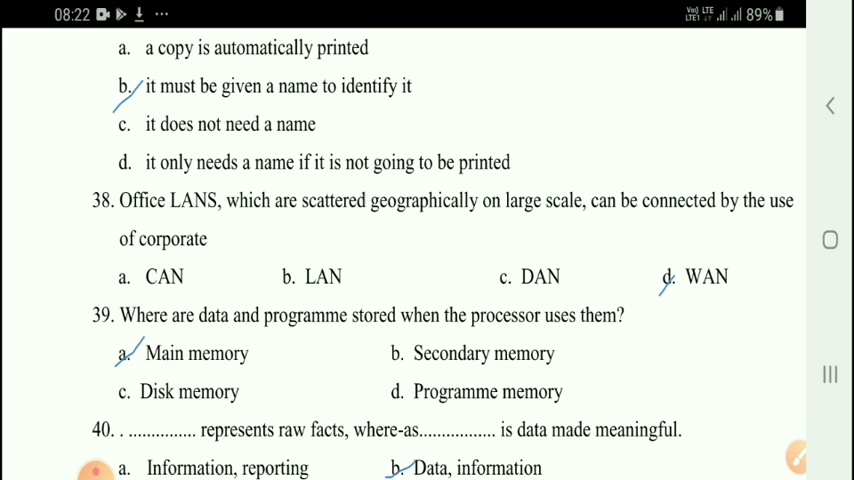 08:22 ... Vo) LTE LTE1 89%
a. a copy is automatically printed
b. it must be given a name to identify it
c. it does not need a name
d. it only needs a name if it is not going to be printed
38. Office LANS, which are scattered geographically on large scale, can be connected by the use
of corporate
a. CAN b. LAN c. DAN d. WAN
39. Where are data and programme stored when the processor uses them?
a. Main memory b. Secondary memory
c. Disk memory d. Programme memory
40. . ............... represents raw facts, where-as................. is data made meaningful.
a. Information, reporting b. Data, information